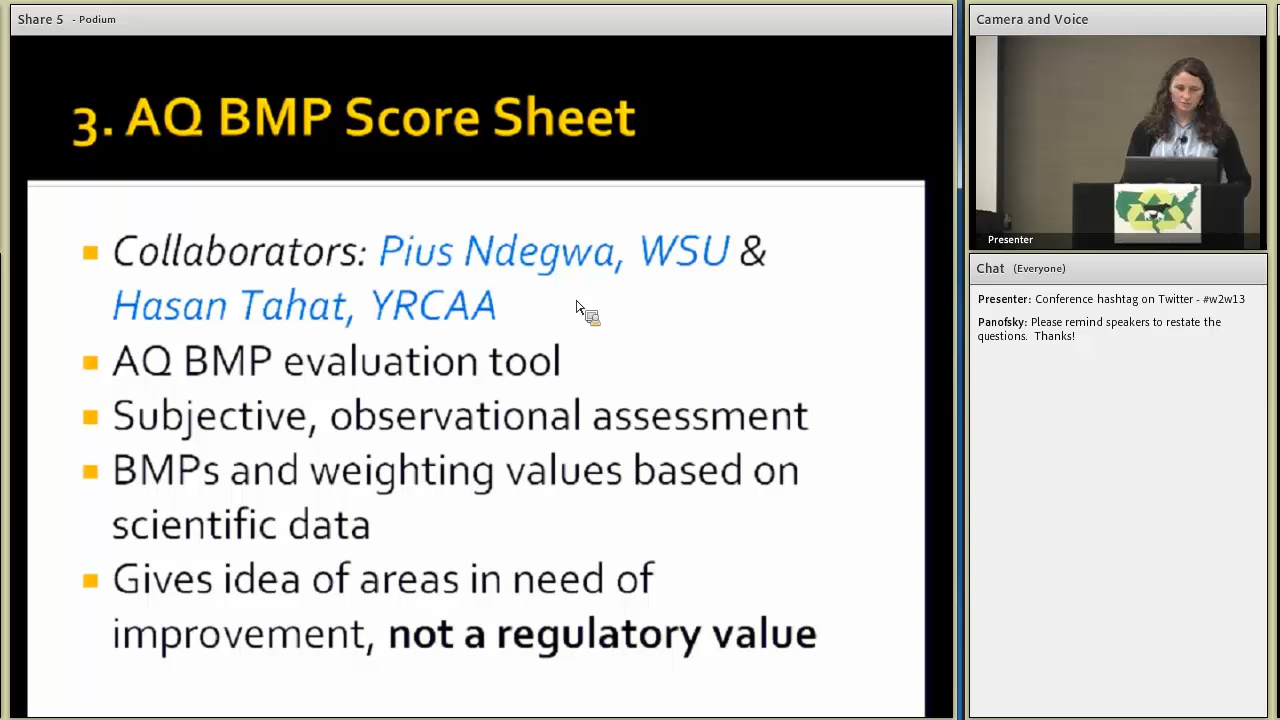 Share 5 - Podium
3. AQ BMP Score Sheet
Collaborators: Pius Ndegwa, WSU &
Hasan Tahat, YRCAA
AQ BMP evaluation tool
Subjective, observational assessment
BMPs and weighting values based on
scientific data
Gives idea of areas in need of
improvement, not a regulatory value
Camera and Voice
Presenter
Chat (Everyone)
Presenter: Conference hashtag on Twitter - #w2w13
Panofsky: Please remind speakers to restate the
questions. Thanks!